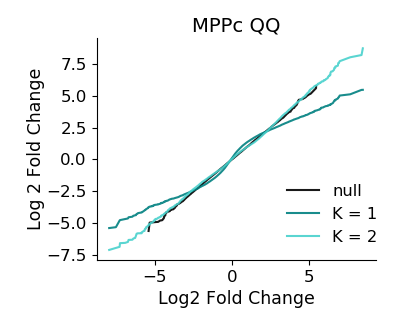 MPPc QQ
7.5
5.0
2.5
0.0
−2.5
−5.0
−7.5
Log 2 Fold Change
null
K = 1
K = 2
−5
0
5
Log2 Fold Change